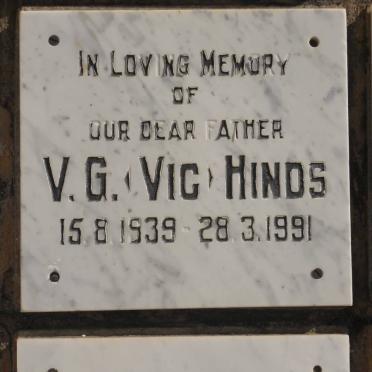 IN LOVING MEMORY
OF
OUR DEAR FATHER
V.G. (VIC) HINDS
15.8.1939 - 28.3.1991